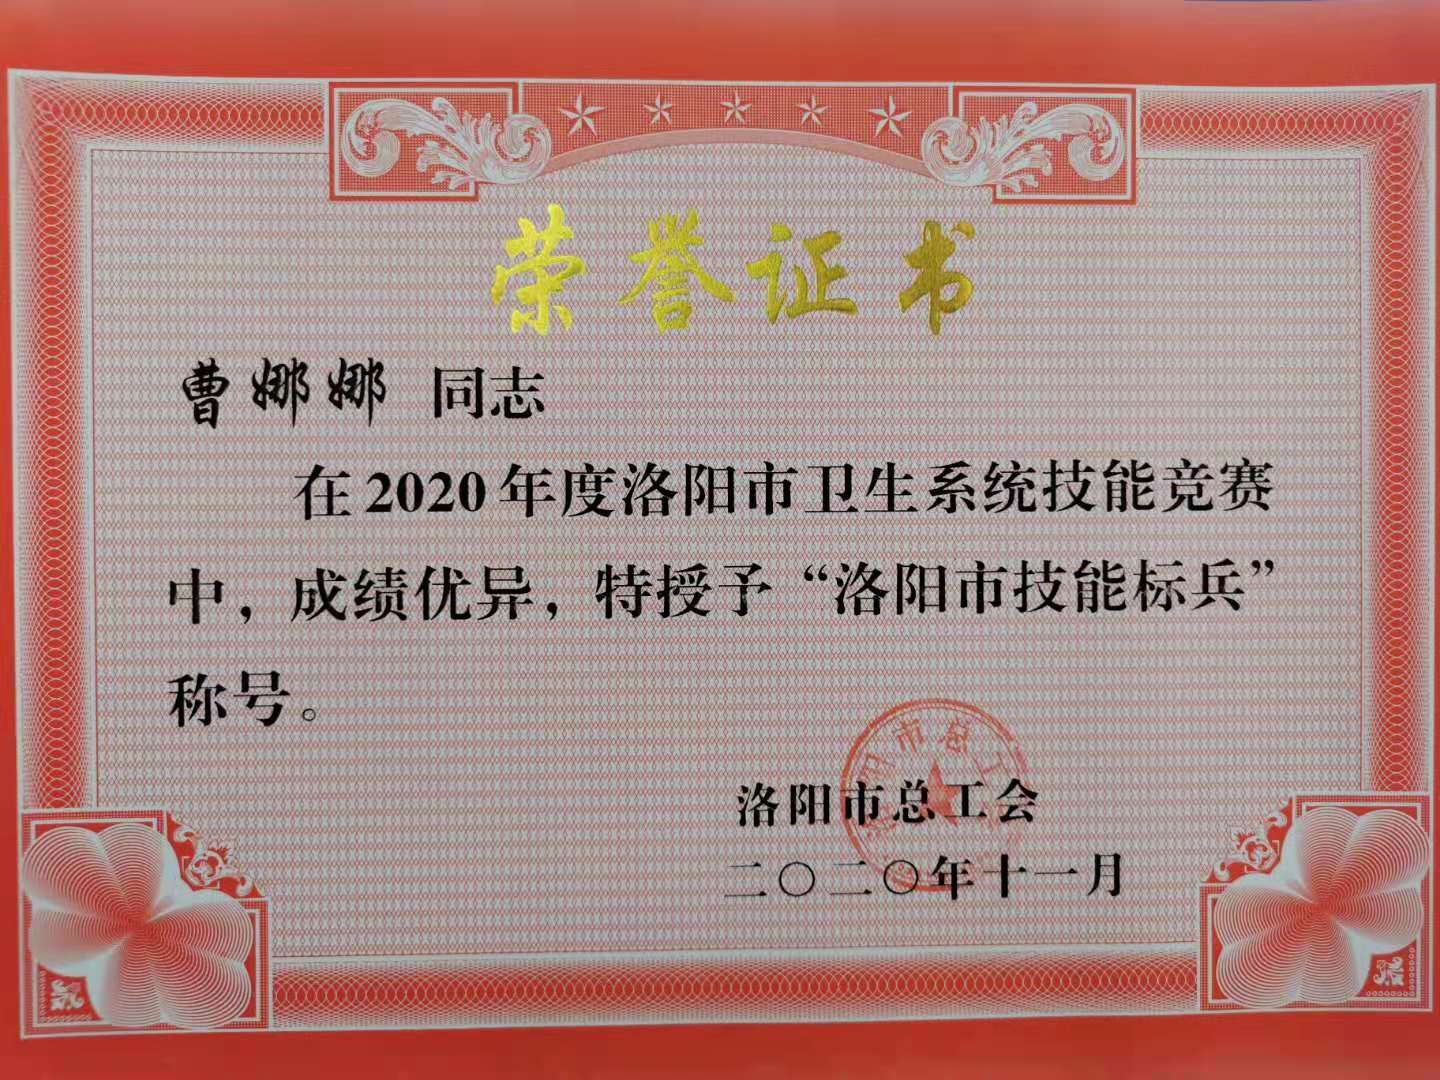 荣誉证书
曹娜娜 同志
在2020年度洛阳市卫生系统技能竞赛
中，成绩优异，特授予“洛阳市技能标兵”
称号。
洛阳市总工会
二〇二〇年十一月